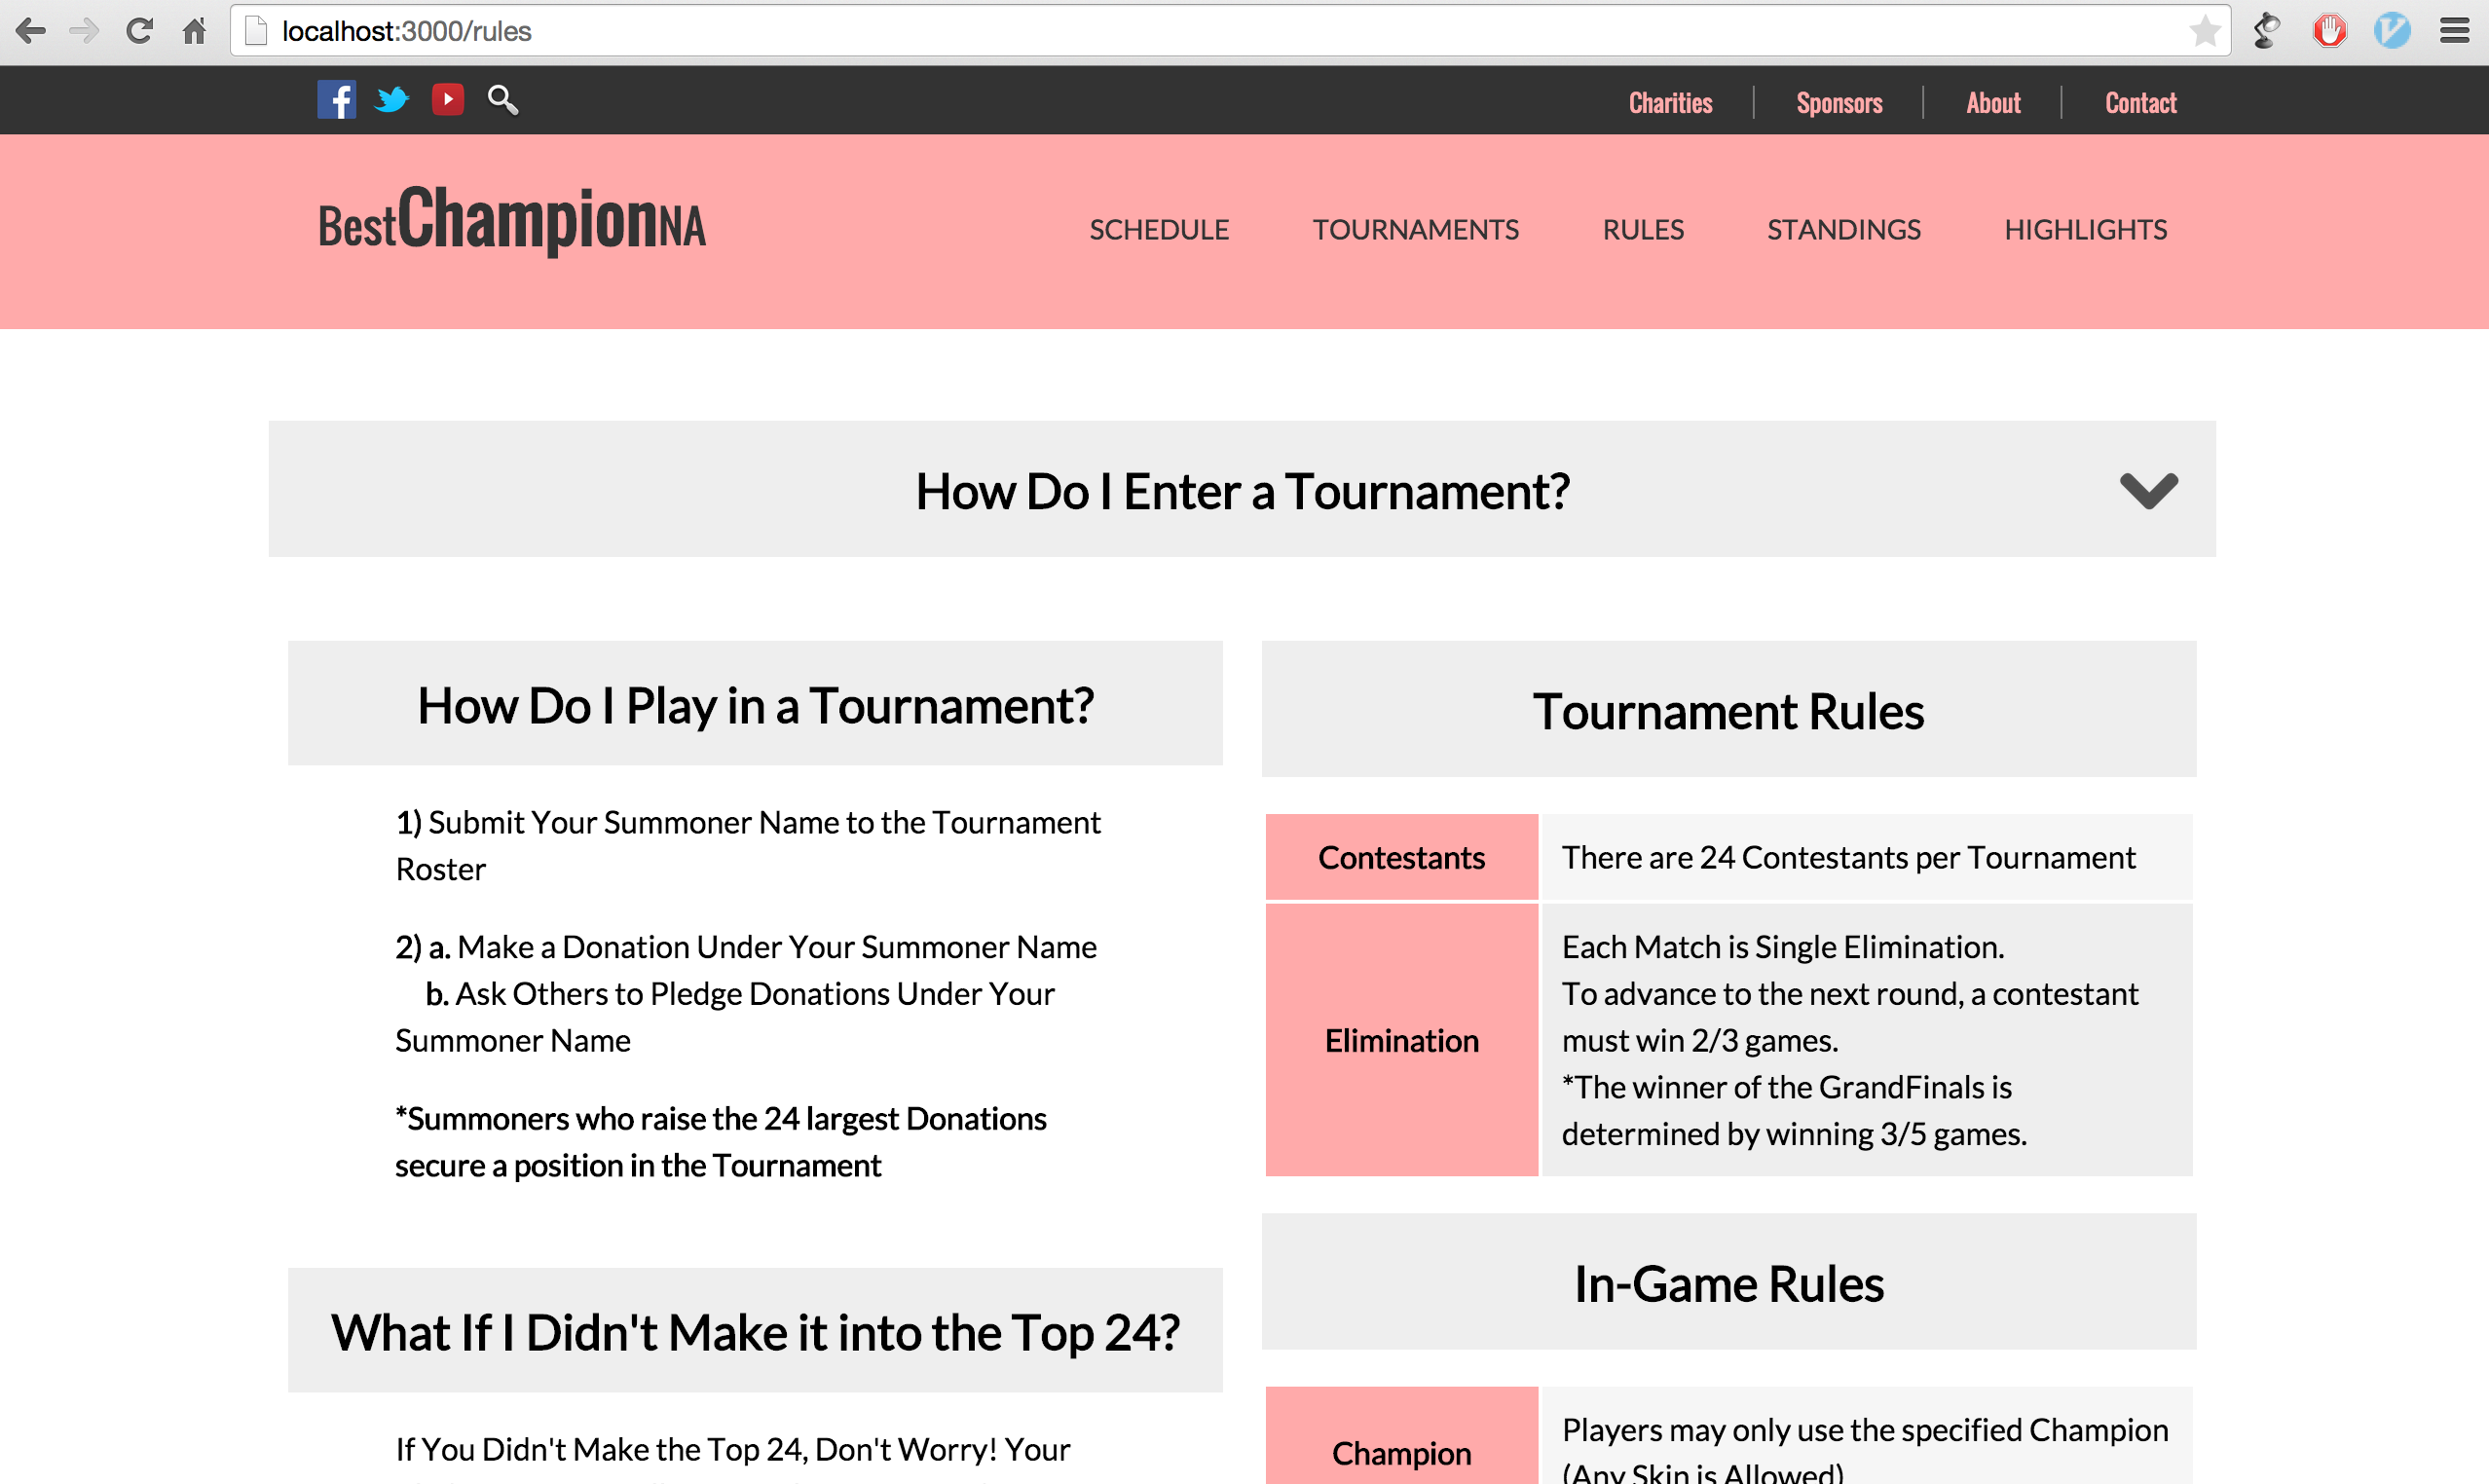 localhost:3000/rules
Charities Sponsors About Contact
BestChampionNA
SCHEDULE TOURNAMENTS RULES STANDINGS HIGHLIGHTS
How Do I Enter a Tournament?
How Do I Play in a Tournament?
1) Submit Your Summoner Name to the Tournament
Roster
2) a. Make a Donation Under Your Summoner Name
b. Ask Others to Pledge Donations Under Your
Summoner Name
*Summoners who raise the 24 largest Donations
secure a position in the Tournament
What If I Didn't Make it into the Top 24?
If You Didn't Make the Top 24, Don't Worry! Your
Tournament Rules
Contestants
There are 24 Contestants per Tournament
Elimination
Each Match is Single Elimination.
To advance to the next round, a contestant
must win 2/3 games.
*The winner of the GrandFinals is
determined by winning 3/5 games.
In-Game Rules
Champion
Players may only use the specified Champion
(Any Skin is Allowed)